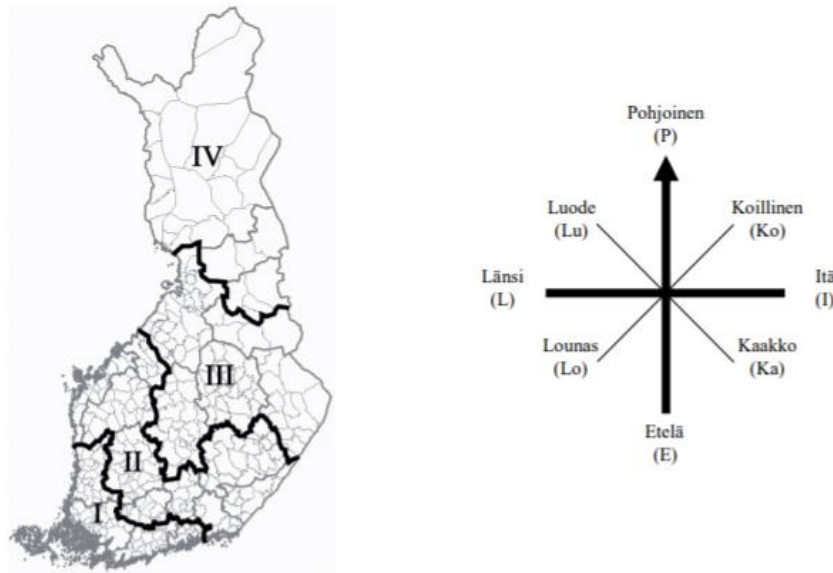 IV
III
II
I
Pohjoinen
(P)
Luode
(Lu)
Koillinen
(Ko)
Länsi
(L)
Itä
(I)
Lounas
(Lo)
Kaakko
(Ka)
Etelä
(E)